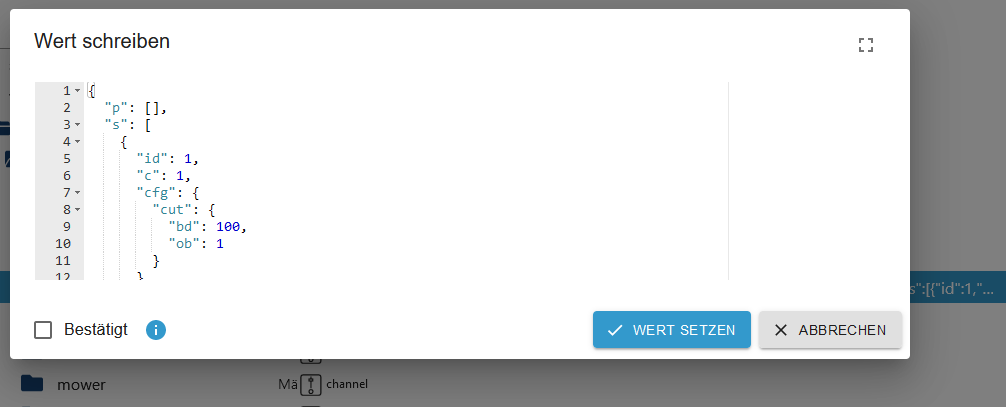 Wert schreiben
1 {
2 "p": [],
3 "s": [
4 {
5 "id": 1,
6 "c": 1,
7 "cfg": {
8 "cut": {
9 "bd": 100,
10 "ob": 1
11 }
12 }
s":[{"id":1,"...
Bestätigt
WERT SETZEN
ABBRECHEN
mower Mä channel